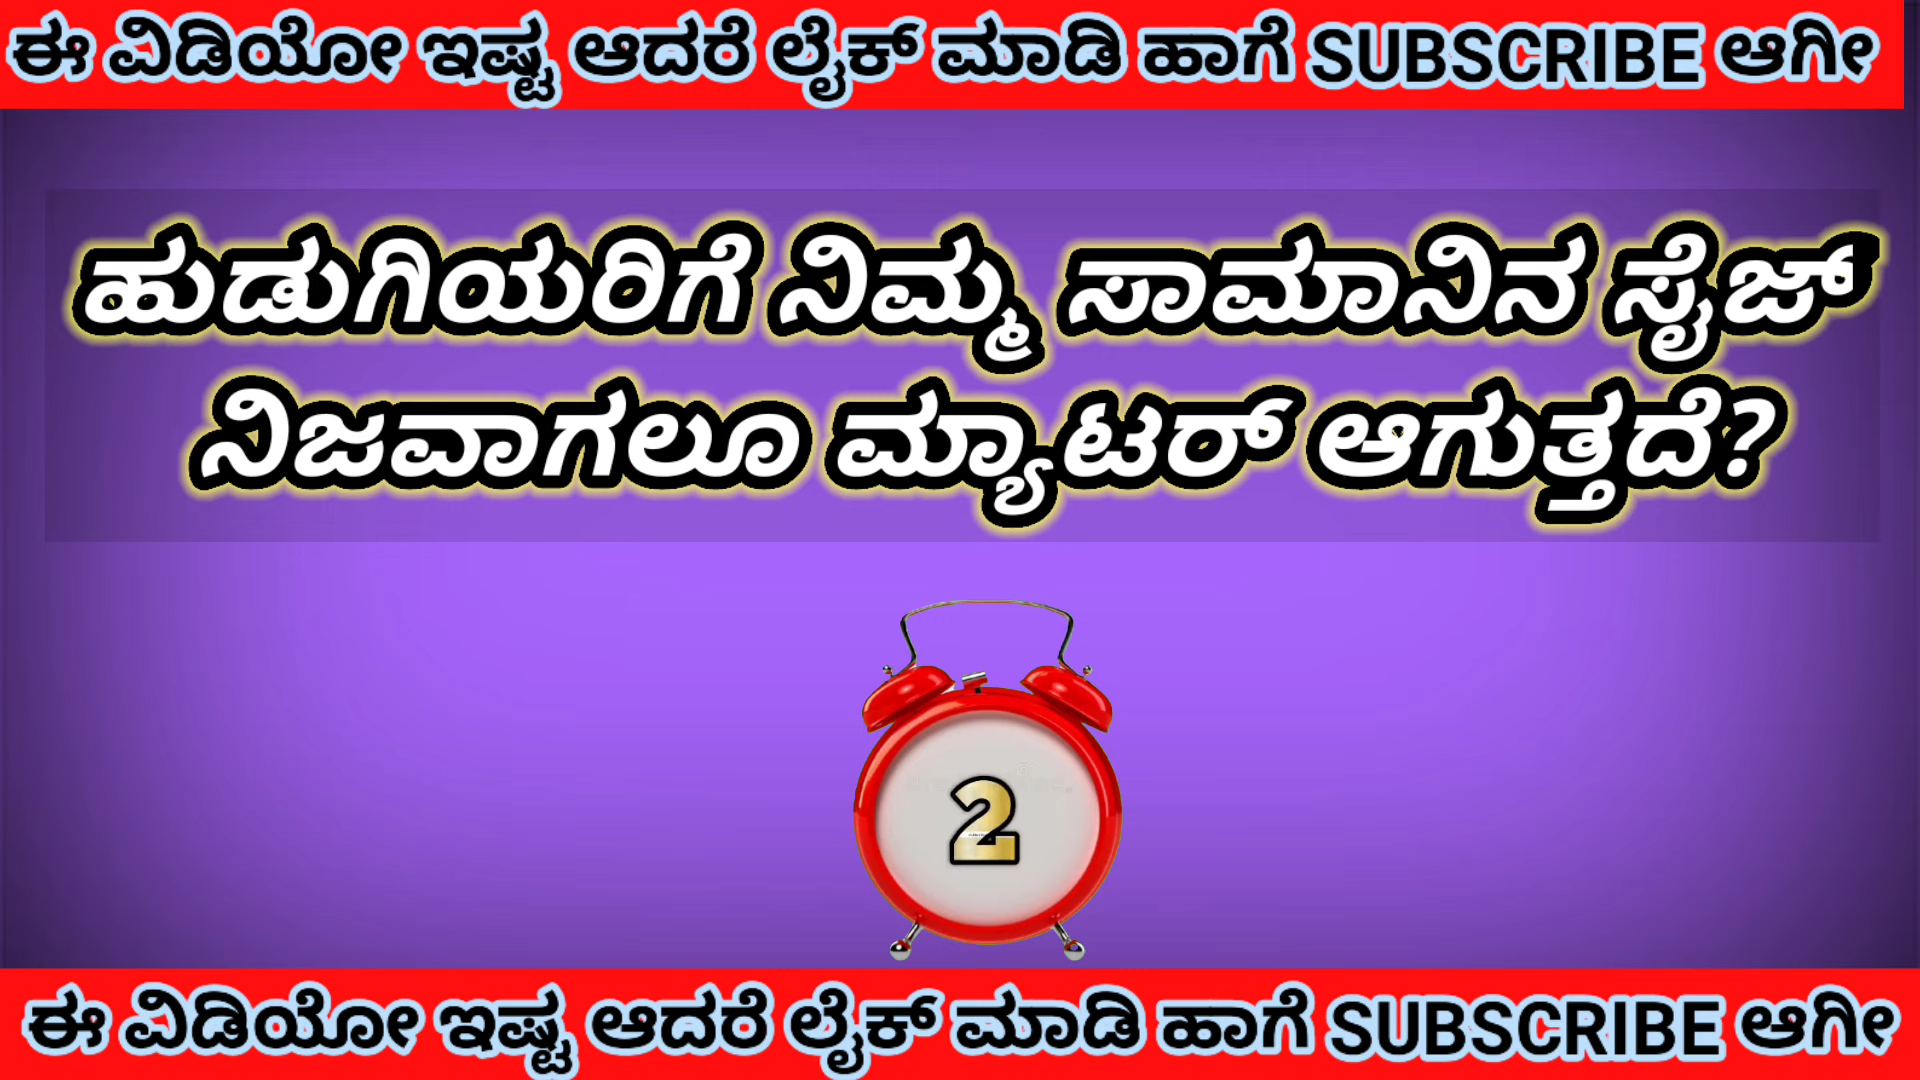 ಈ ವಿಡಿಯೋ ಇಷ್ಟ ಆದರೆ ಲೈಕ್ ಮಾಡಿ ಹಾಗೆ SUBSCRIBE ಆಗೀ
ಹುಡುಗಿಯರಿಗೆ ನಿಮ್ಮ ಸಾಮಾನಿನ ಸೈಜ್
ನಿಜವಾಗಲೂ ಮ್ಯಾಟರ್ ಆಗುತ್ತದೆ?
2
ಈ ವಿಡಿಯೋ ಇಷ್ಟ ಆದರೆ ಲೈಕ್ ಮಾಡಿ ಹಾಗೆ SUBSCRIBE ಆಗೀ